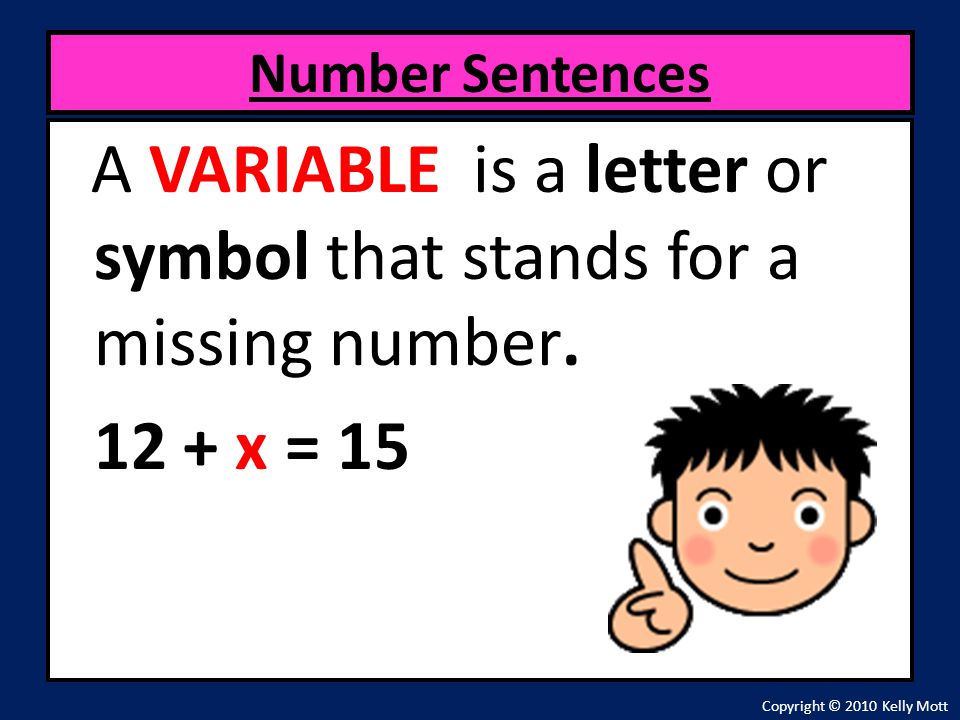 Number Sentences
A VARIABLE is a letter or
symbol that stands for a
missing number.
12 + x = 15
Copyright © 2010 Kelly Mott